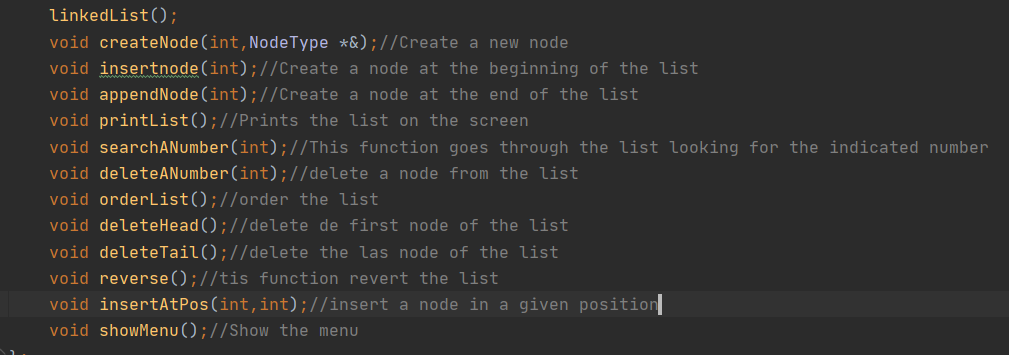 linkedList();
void createNode(int,NodeType *&);//Create a new node
void insertnode(int);//Create a node at the beginning of the list
void appendNode(int);//Create a node at the end of the list
void printList();//Prints the list on the screen
void searchANumber(int);//This function goes through the list looking for the indicated number
void deleteANumber(int);//delete a node from the list
void orderList();//order the list
void deleteHead();//delete de first node of the list
void deleteTail();//delete the las node of the list
void reverse();//tis function revert the list
void insertAtPos(int,int);//insert a node in a given position
void showMenu();//Show the menu
};